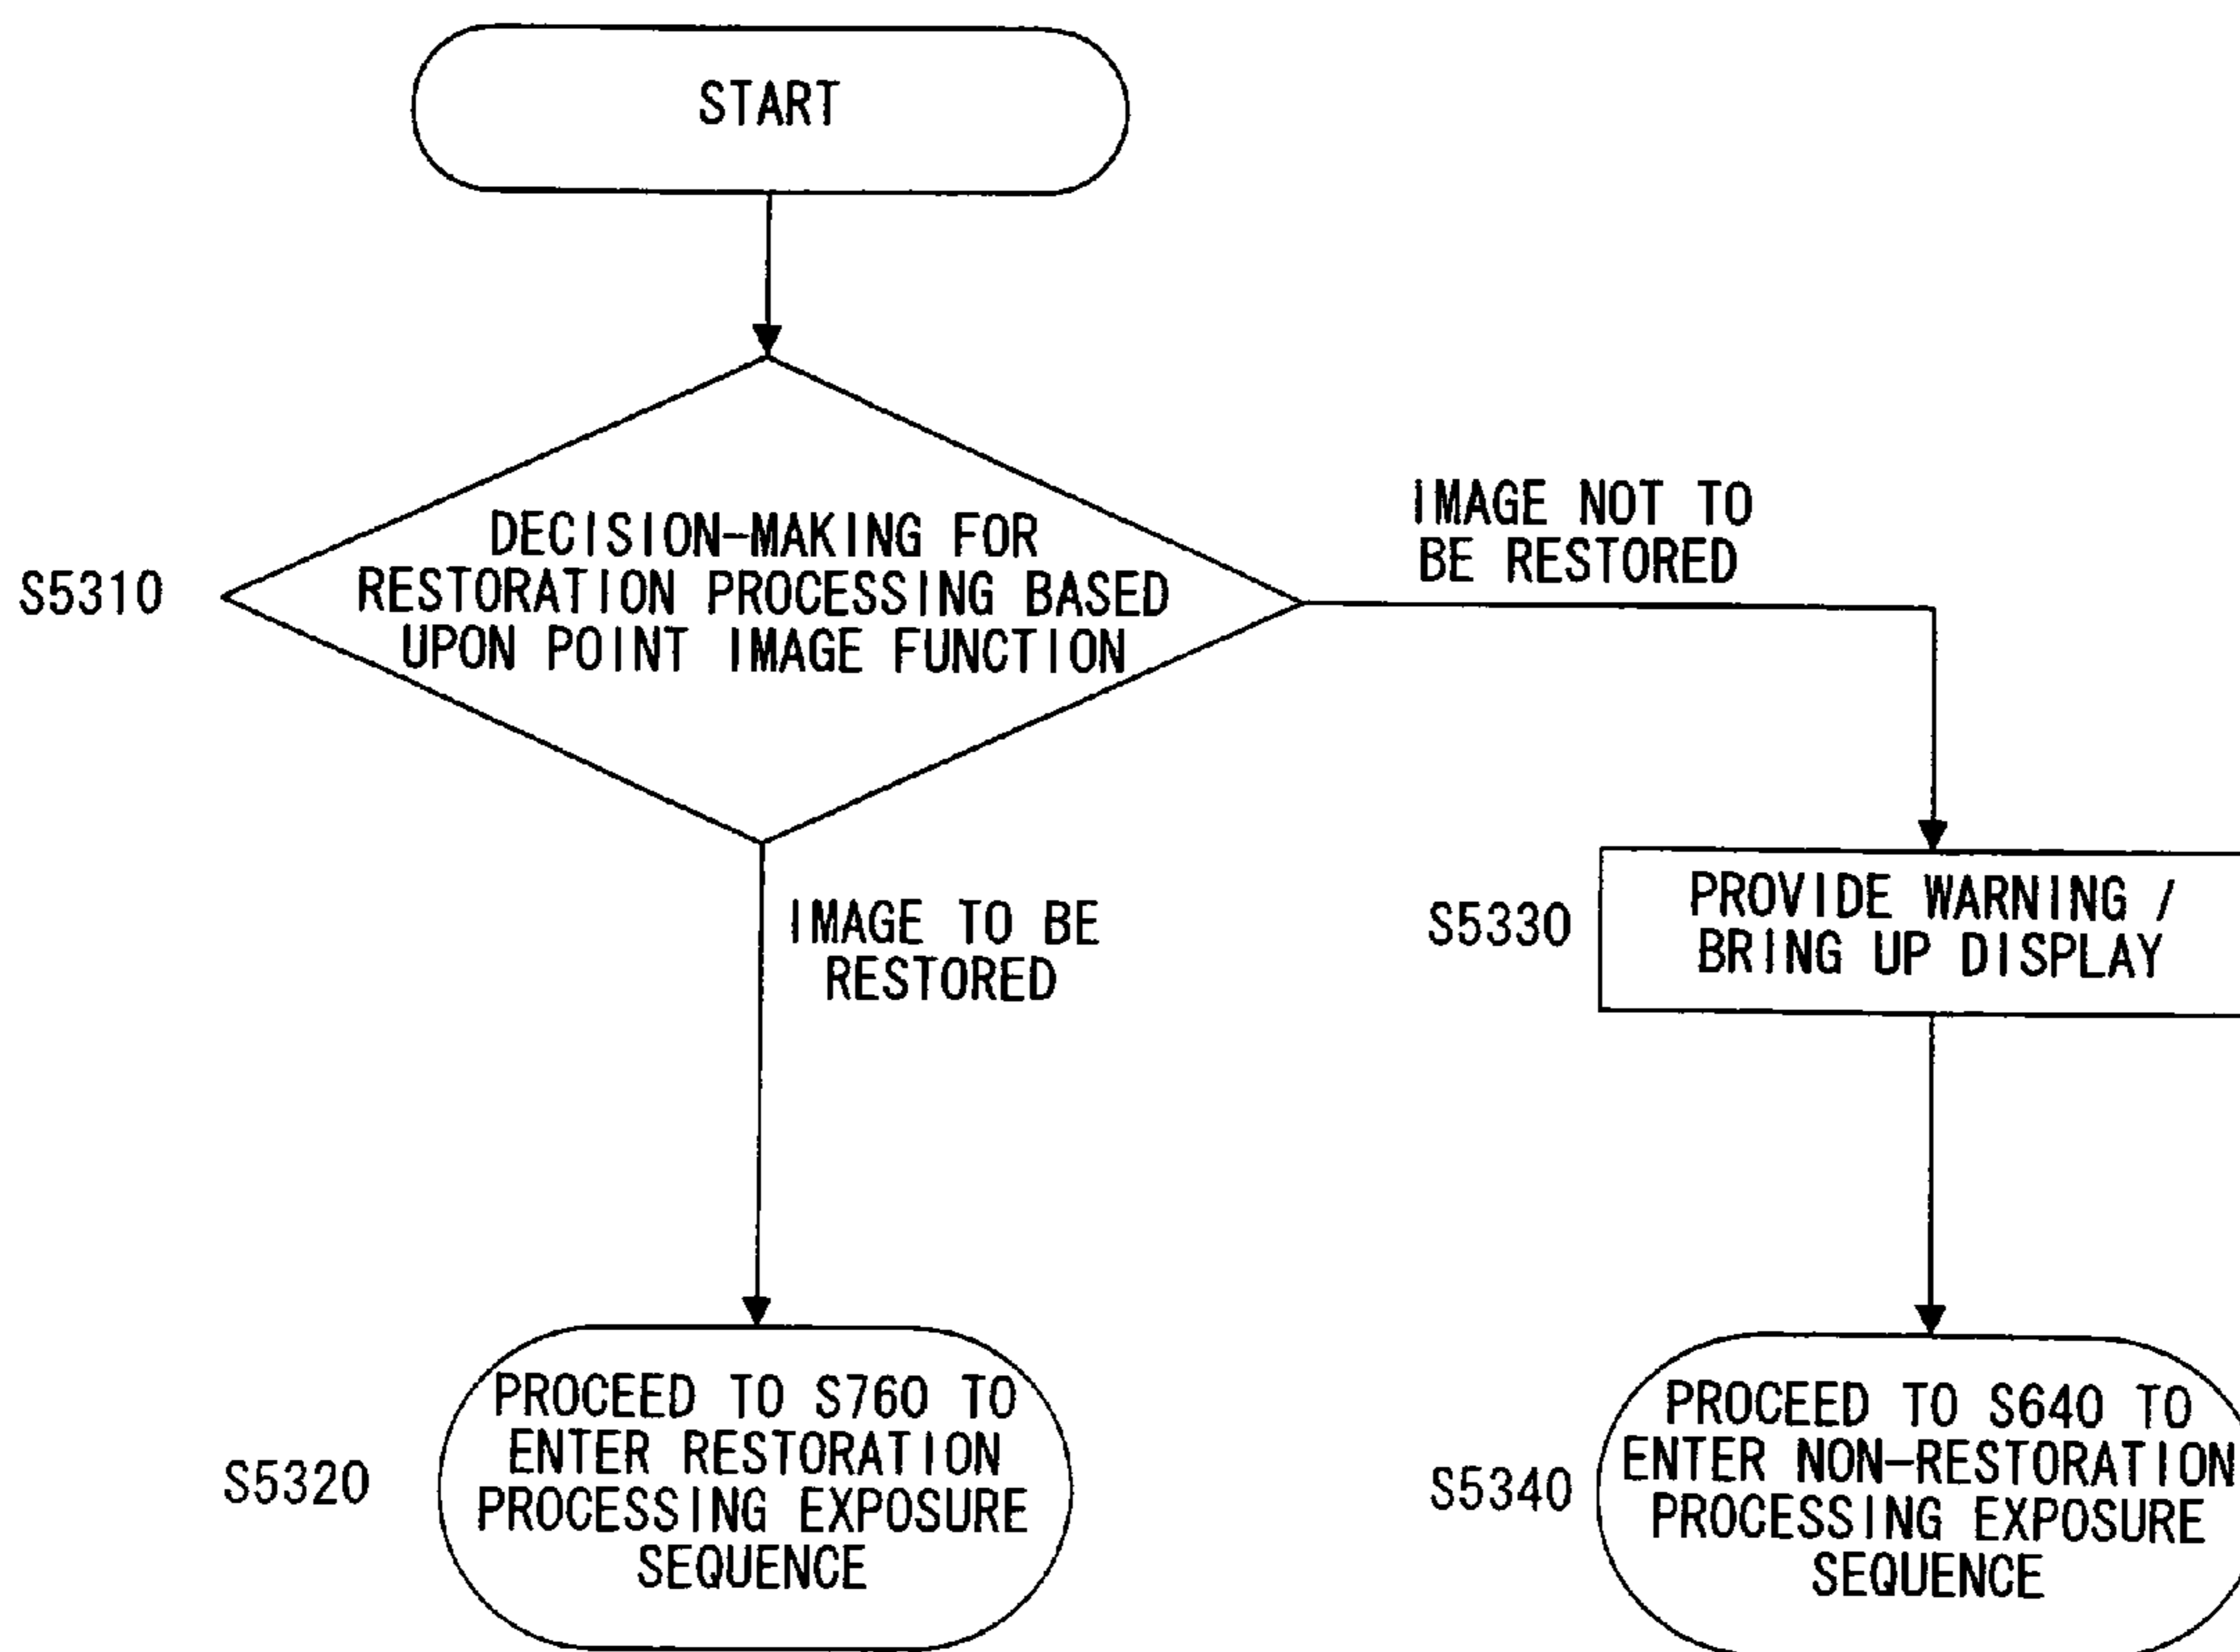 START
S5310
DECISION-MAKING FOR
RESTORATION PROCESSING BASED
UPON POINT IMAGE FUNCTION
IMAGE NOT TO
BE RESTORED
IMAGE TO BE
RESTORED
S5330
PROVIDE WARNING /
BRING UP DISPLAY
S5320
PROCEED TO S760 TO
ENTER RESTORATION
PROCESSING EXPOSURE
SEQUENCE
S5340
PROCEED TO S640 TO
ENTER NON-RESTORATION
PROCESSING EXPOSURE
SEQUENCE